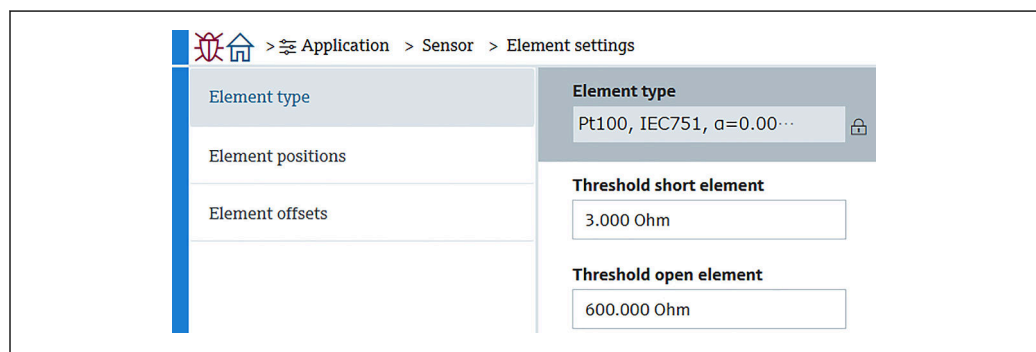 > Application > Sensor > Element settings
Element type
Element positions
Element offsets
Element type
Pt100, IEC751, α=0.00···
Threshold short element
3.000 Ohm
Threshold open element
600.000 Ohm